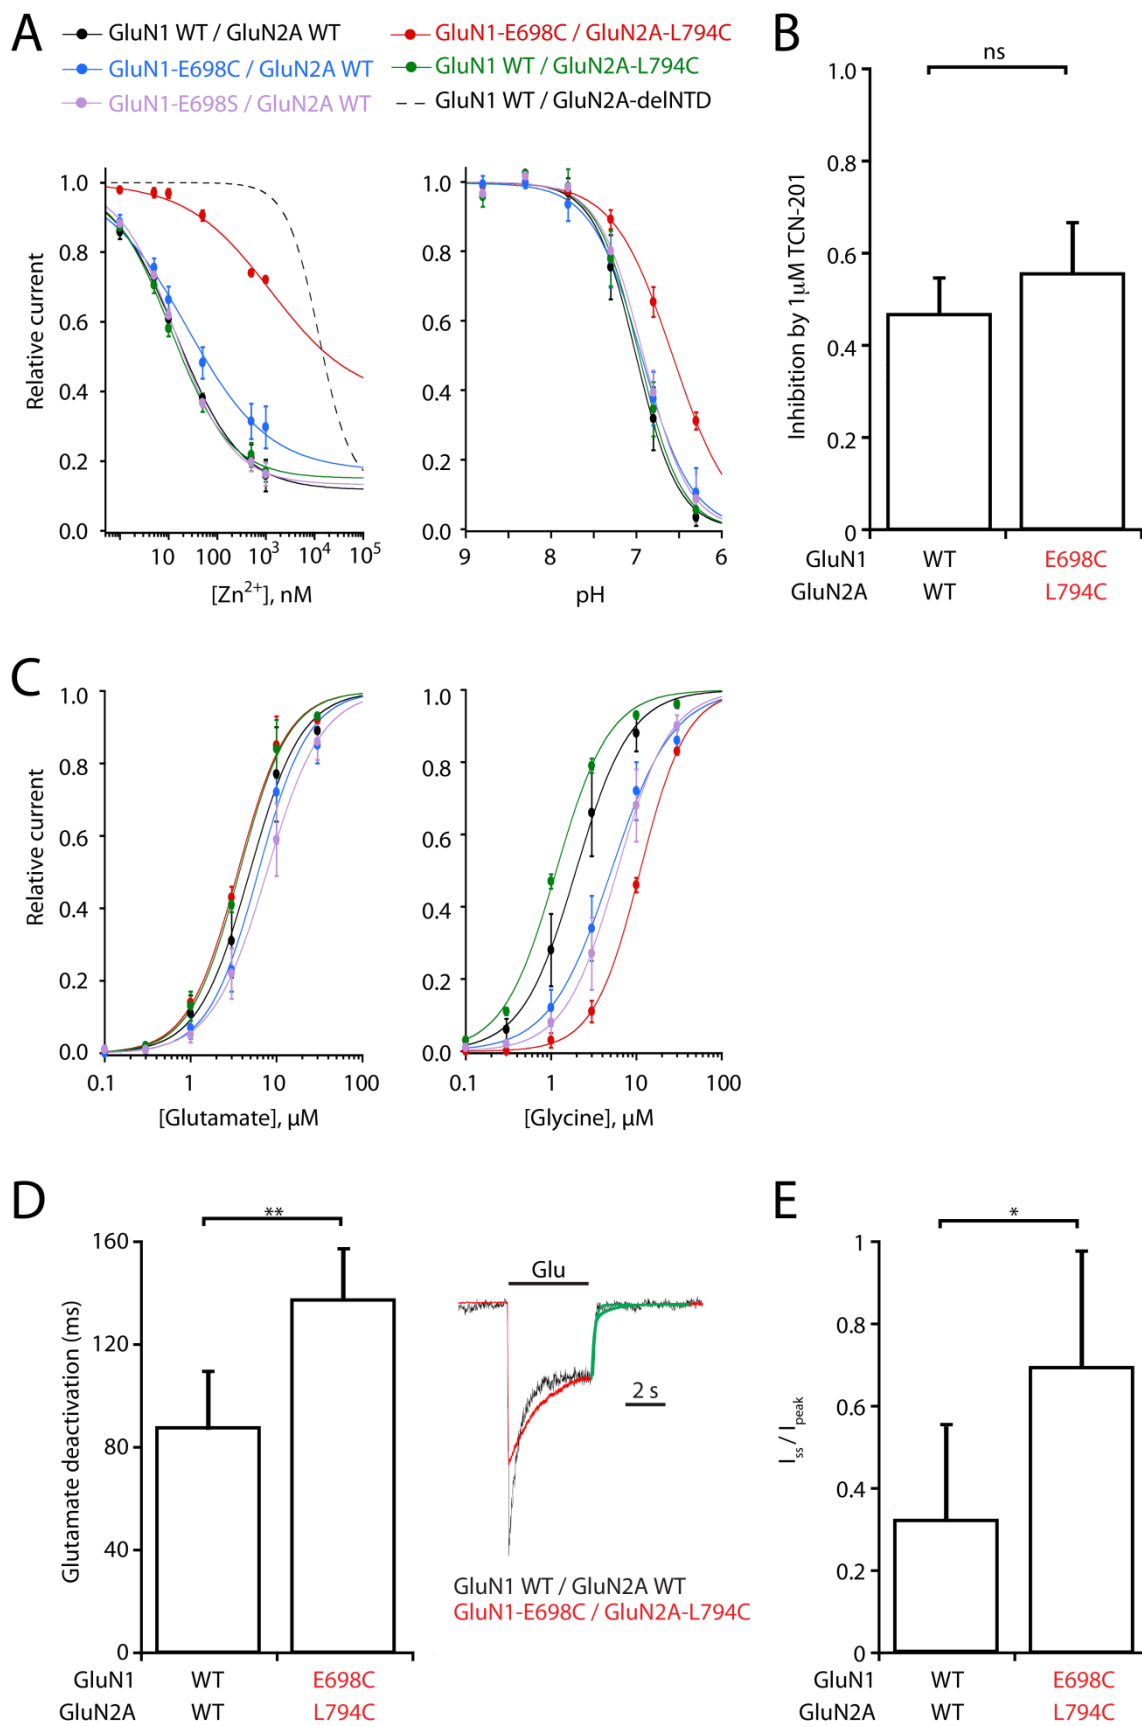 A
GluN1 WT / GluN2A WT
GluN1-E698C / GluN2A-L794C
GluN1-E698C / GluN2A WT
GluN1 WT / GluN2A-L794C
GluN1-E698S / GluN2A WT
GluN1 WT / GluN2A-delNTD
Relative current
1.0
0.8
0.6
0.4
0.2
0.0
10
100
10³
10⁴
10⁵
[Zn²⁺], nM
1.0
0.8
0.6
0.4
0.2
0.0
9
8
7
6
pH
B
ns
Inhibition by 1µM TCN-201
1.0
0.8
0.6
0.4
0.2
0
GluN1 WT E698C
GluN2A WT L794C
C
Relative current
1.0
0.8
0.6
0.4
0.2
0.0
0.1
1
10
100
[Glutamate], µM
1.0
0.8
0.6
0.4
0.2
0.0
0.1
1
10
100
[Glycine], µM
D
**
Glutamate deactivation (ms)
160
120
80
40
0
GluN1 WT E698C
GluN2A WT L794C
Glu
2 s
GluN1 WT / GluN2A WT
GluN1-E698C / GluN2A-L794C
E
*
I_ss / I_peak
1
0.8
0.6
0.4
0.2
0
GluN1 WT E698C
GluN2A WT L794C